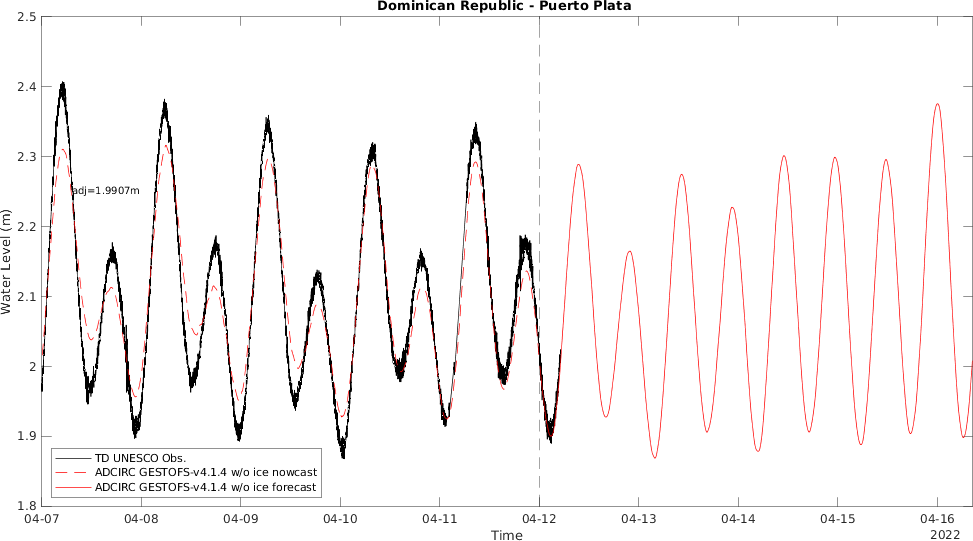 Dominican Republic - Puerto Plata
2.5
2.4
2.3
2.2
2.1
2
1.9
1.8
Water Level (m)
adj=1.9907m
TD UNESCO Obs.
ADCIRC GESTOFS-v4.1.4 w/o ice nowcast
ADCIRC GESTOFS-v4.1.4 w/o ice forecast
04-07 04-08 04-09 04-10 04-11 04-12 04-13 04-14 04-15 04-16
Time 2022